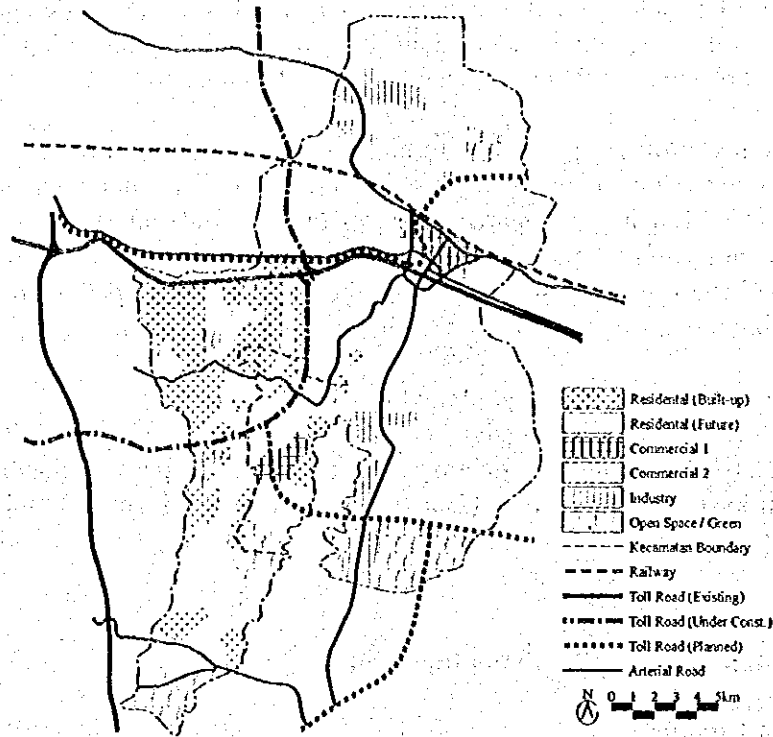 Residental (Built-up)
Residental (Future)
Commercial 1
Commercial 2
Industry
Open Space / Green
Kecamatan Boundary
Railway
Toll Road (Existing)
Toll Road (Under Const.)
Toll Road (Planned)
Arterial Road
N 0 1 2 3 4 5km